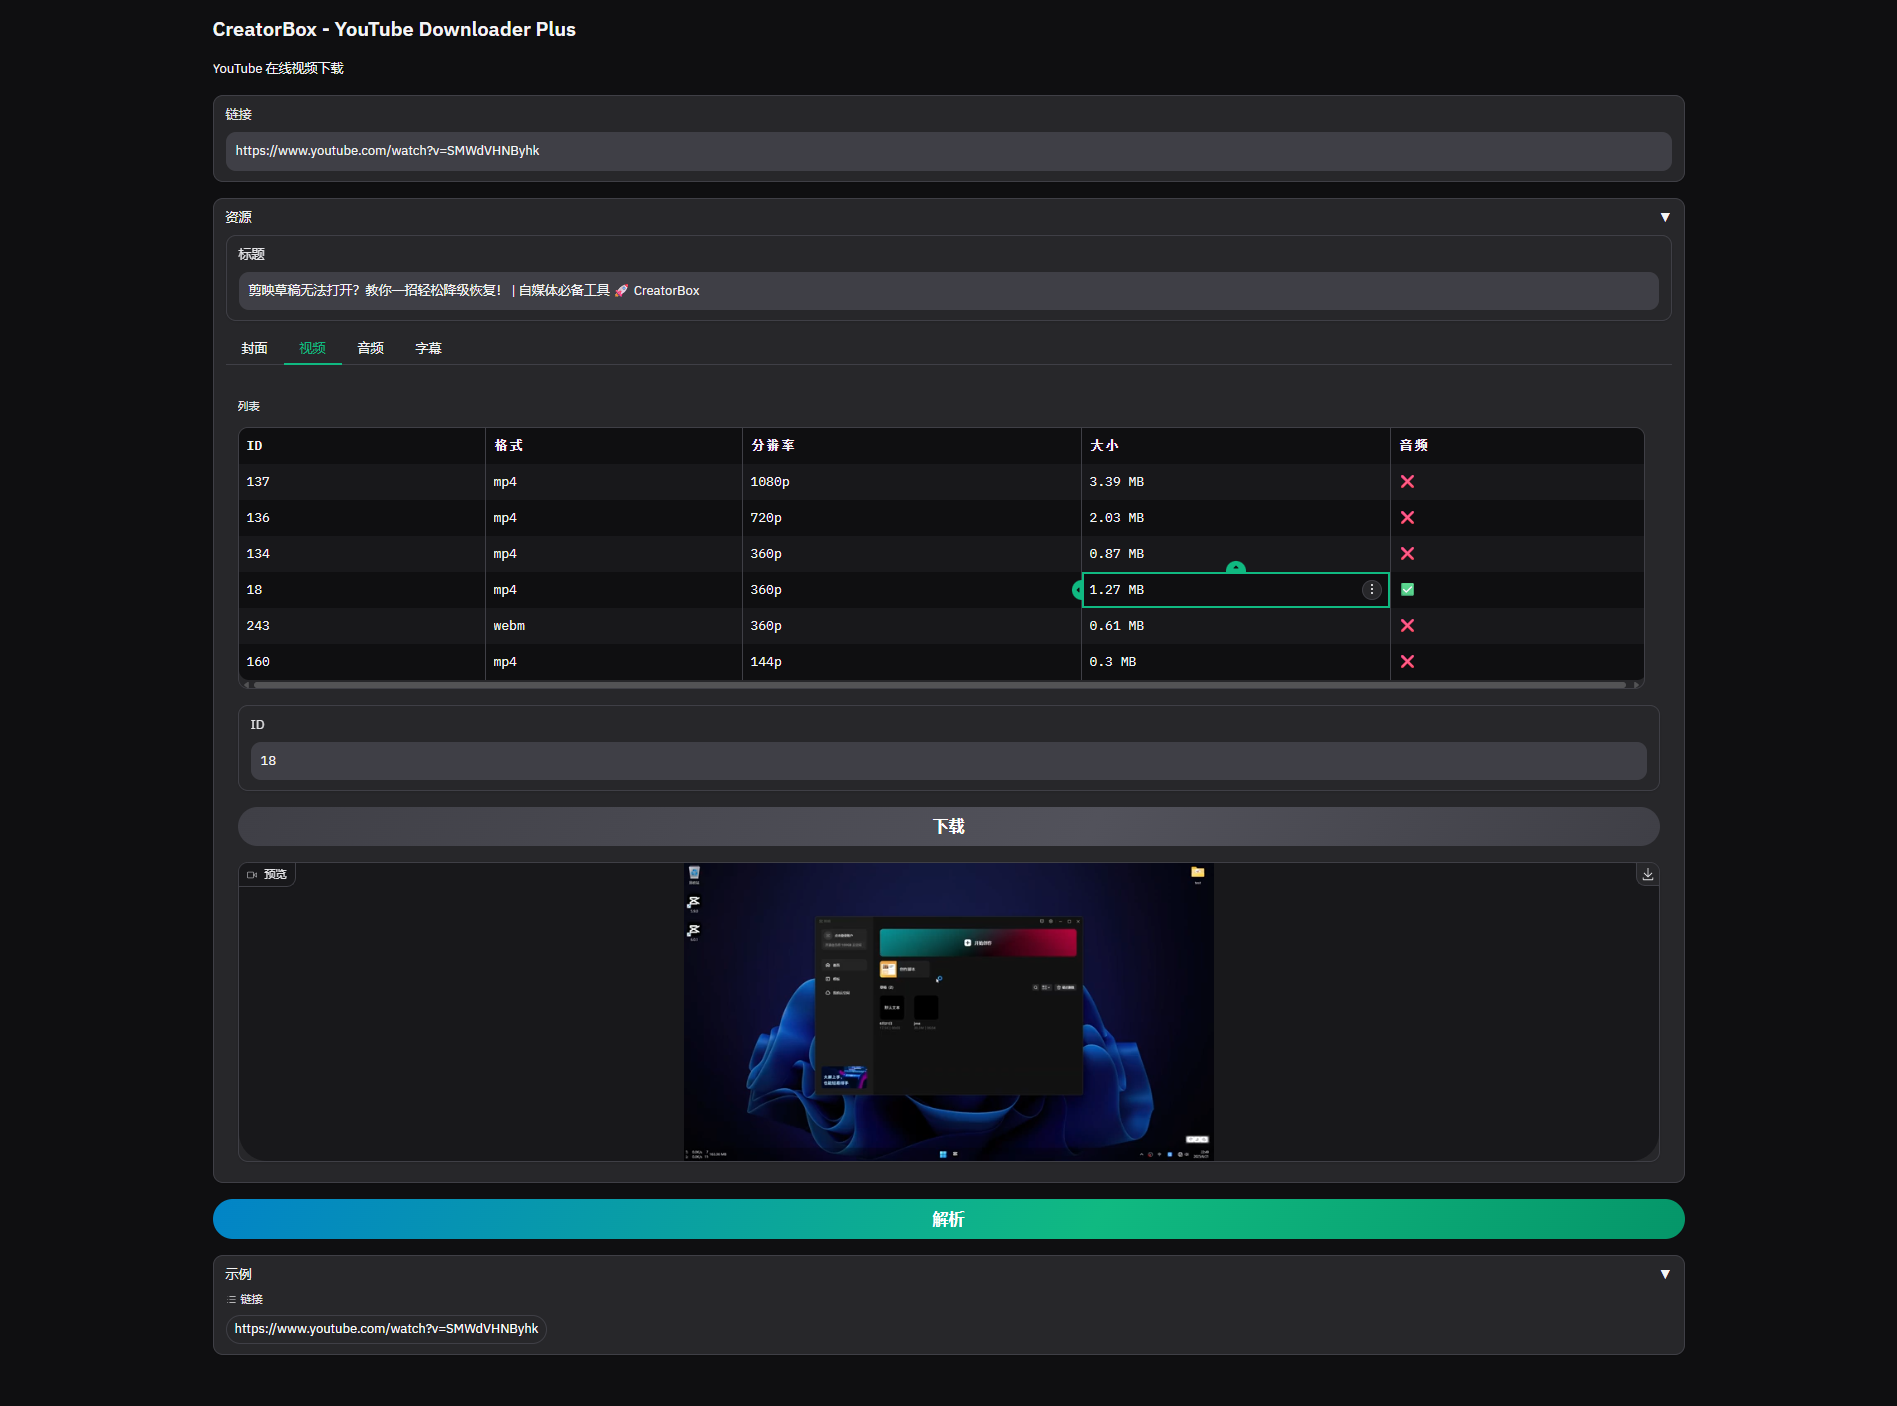 CreatorBox - YouTube Downloader Plus
YouTube 在线视频下载
链接
https://www.youtube.com/watch?v=SMWdVHNByhk
资源 ▼
标题
剪映草稿无法打开？教你一招轻松降级恢复！ | 自媒体必备工具 🚀 CreatorBox
封面 视频 音频 字幕
列表
ID 格式 分辨率 大小 音频
137 mp4 1080p 3.39 MB ❌
136 mp4 720p 2.03 MB ❌
134 mp4 360p 0.87 MB ❌
18 mp4 360p 1.27 MB ✅
243 webm 360p 0.61 MB ❌
160 mp4 144p 0.3 MB ❌
ID
18
下载
预览
开始创作
解析
示例 ▼
链接
https://www.youtube.com/watch?v=SMWdVHNByhk